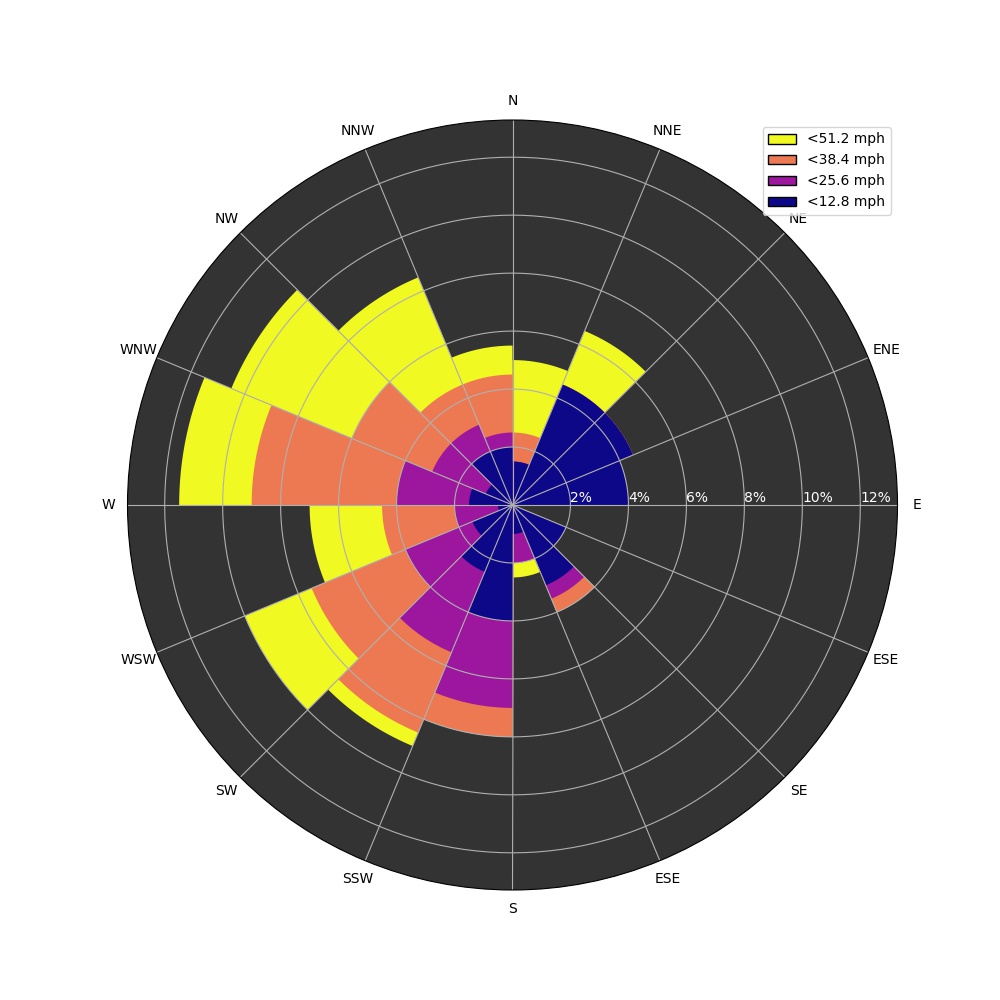 N
NNW
NNE
<51.2 mph
<38.4 mph
<25.6 mph
<12.8 mph
NW
NE
WNW
ENE
W
2%
4%
6%
8%
10%
12%
E
WSW
ESE
SW
SE
SSW
ESE
S